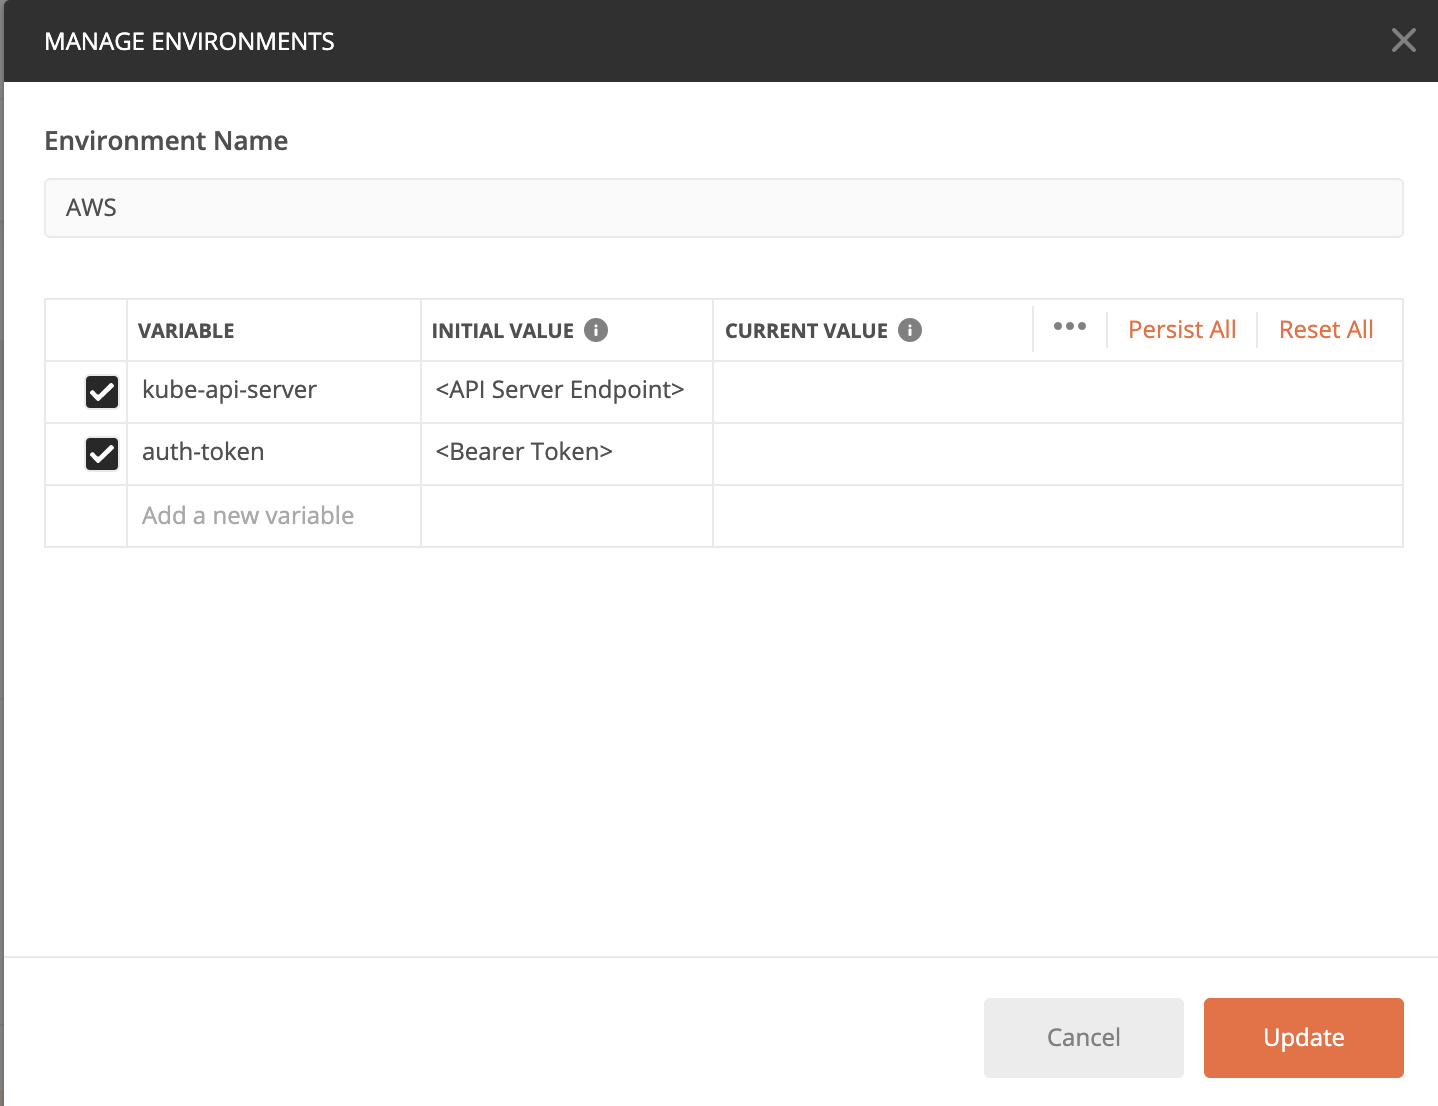 MANAGE ENVIRONMENTS
Environment Name
AWS
VARIABLE INITIAL VALUE CURRENT VALUE Persist All Reset All
kube-api-server <API Server Endpoint>
auth-token <Bearer Token>
Add a new variable
Cancel Update